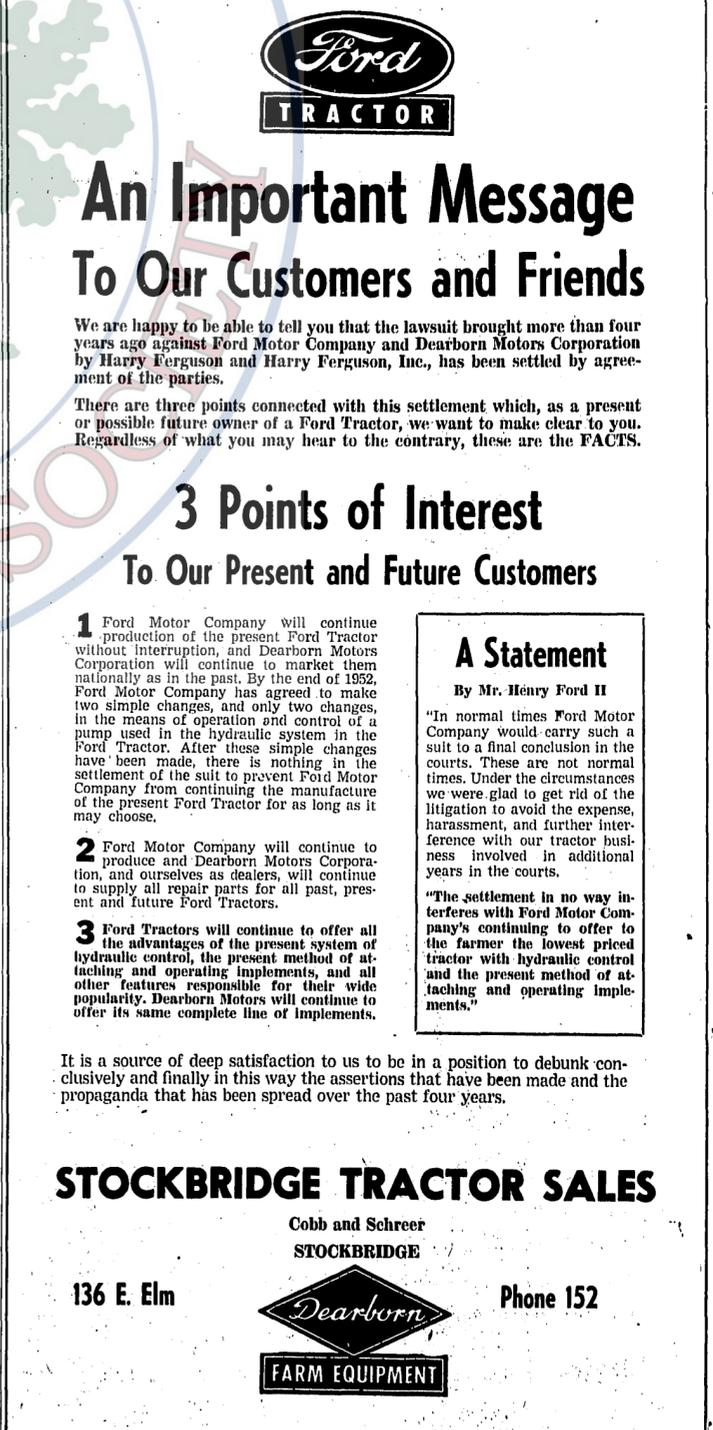 Ford
TRACTOR
An Important Message
To Our Customers and Friends
We are happy to be able to tell you that the lawsuit brought more than four
years ago against Ford Motor Company and Dearborn Motors Corporation
by Harry Ferguson and Harry Ferguson, Inc., has been settled by agree-
ment of the parties.
There are three points connected with this settlement which, as a present
or possible future owner of a Ford Tractor, we want to make clear to you.
Regardless of what you may hear to the contrary, these are the FACTS.
3 Points of Interest
To Our Present and Future Customers
1 Ford Motor Company will continue
production of the present Ford Tractor
without interruption, and Dearborn Motors
Corporation will continue to market them
nationally as in the past. By the end of 1952,
Ford Motor Company has agreed to make
two simple changes, and only two changes,
in the means of operation and control of a
pump used in the hydraulic system in the
Ford Tractor. After these simple changes
have been made, there is nothing in the
settlement of the suit to prevent Ford Motor
Company from continuing the manufacture
of the present Ford Tractor for as long as it
may choose.
2 Ford Motor Company will continue to
produce and Dearborn Motors Corpora-
tion, and ourselves as dealers, will continue
to supply all repair parts for all past, pres-
ent and future Ford Tractors.
3 Ford Tractors will continue to offer all
the advantages of the present system of
hydraulic control, the present method of at-
taching and operating implements, and all
other features responsible for their wide
popularity. Dearborn Motors will continue to
offer its same complete line of implements.
A Statement
By Mr. Henry Ford II
"In normal times Ford Motor
Company would carry such a
suit to a final conclusion in the
courts. These are not normal
times. Under the circumstances
we were glad to get rid of the
litigation to avoid the expense,
harassment, and further inter-
ference with our tractor busi-
ness involved in additional
years in the courts.
"The settlement in no way in-
terferes with Ford Motor Com-
pany's continuing to offer to
the farmer the lowest priced
tractor with hydraulic control
and the present method of at-
taching and operating imple-
ments."
It is a source of deep satisfaction to us to be in a position to debunk con-
clusively and finally in this way the assertions that have been made and the
propaganda that has been spread over the past four years.
STOCKBRIDGE TRACTOR SALES
Cobb and Schreer
STOCKBRIDGE
136 E. Elm
Phone 152
Dearborn
FARM EQUIPMENT
SOCIETY